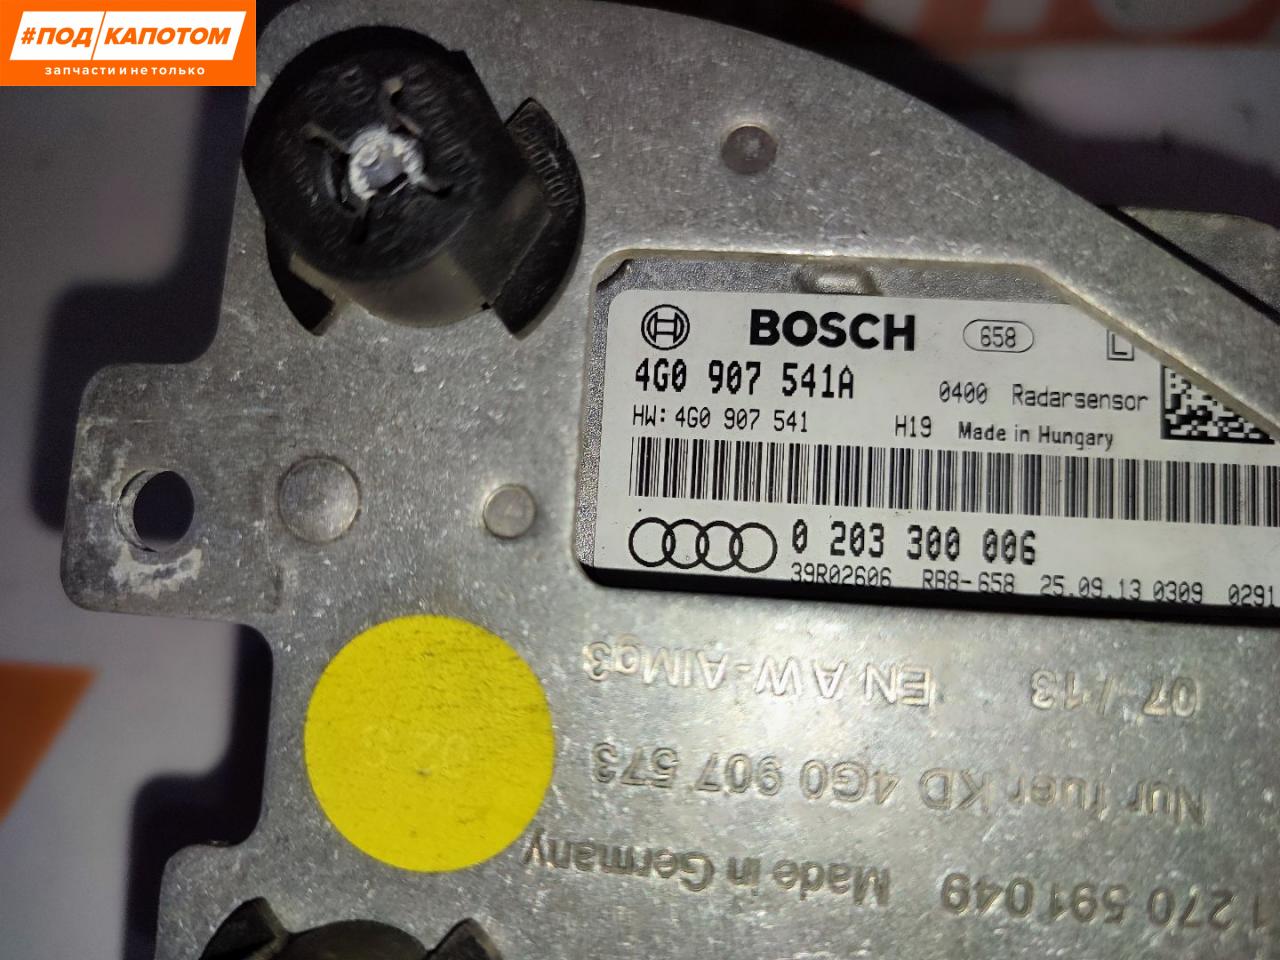 #ПОД КАПОТОМ
запчасти и не только
BOSCH 658 L
4G0 907 541A 0400 Radarsensor
HW: 4G0 907 541 H19 Made in Hungary
0 203 300 006
39R02606 RB8-658 25.09.13 0309 0291
EN AW-AlMg3 07 / 13
Nur fuer KD 4G0 907 573
270 591 049 Made in Germany